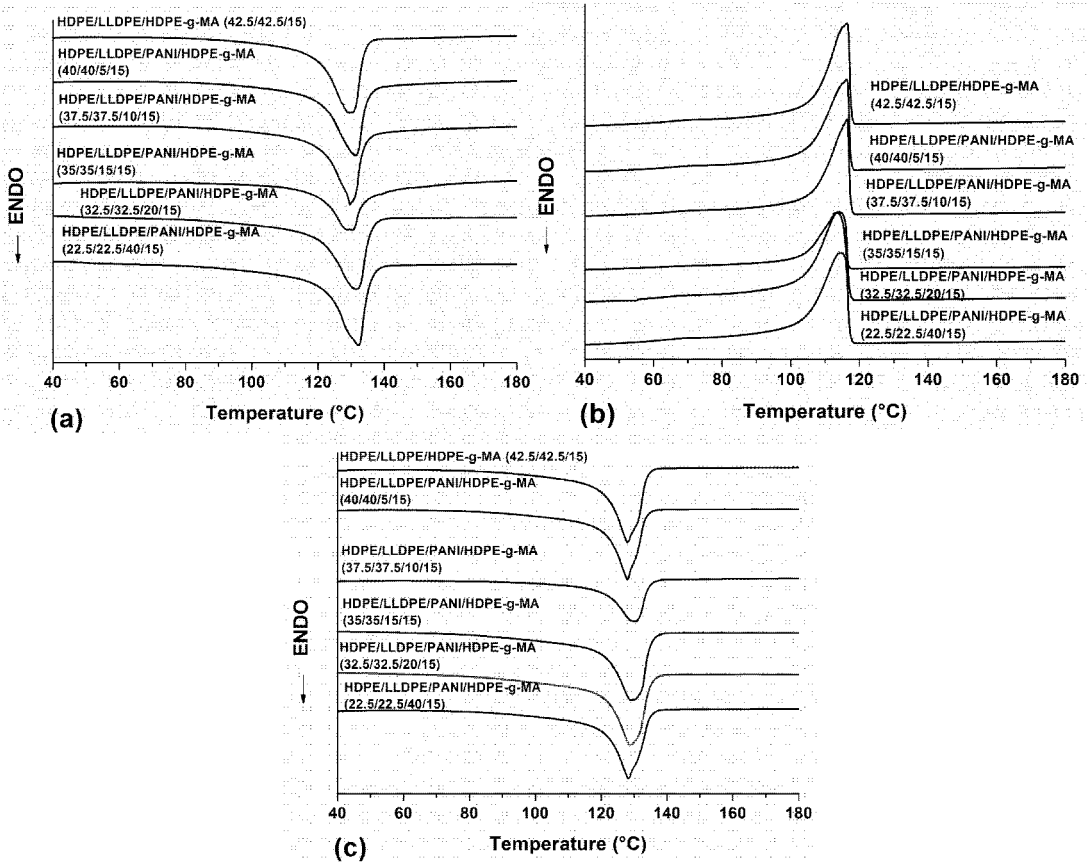 HDPE/LLDPE/HDPE-g-MA (42.5/42.5/15)
HDPE/LLDPE/PANI/HDPE-g-MA
(40/40/5/15)
HDPE/LLDPE/PANI/HDPE-g-MA
(37.5/37.5/10/15)
HDPE/LLDPE/PANI/HDPE-g-MA
(35/35/15/15)
HDPE/LLDPE/PANI/HDPE-g-MA
(32.5/32.5/20/15)
HDPE/LLDPE/PANI/HDPE-g-MA
(22.5/22.5/40/15)
ENDO
40 60 80 100 120 140 160 180
Temperature (°C)
(a)
HDPE/LLDPE/HDPE-g-MA
(42.5/42.5/15)
HDPE/LLDPE/PANI/HDPE-g-MA
(40/40/5/15)
HDPE/LLDPE/PANI/HDPE-g-MA
(37.5/37.5/10/15)
HDPE/LLDPE/PANI/HDPE-g-MA
(35/35/15/15)
HDPE/LLDPE/PANI/HDPE-g-MA
(32.5/32.5/20/15)
HDPE/LLDPE/PANI/HDPE-g-MA
(22.5/22.5/40/15)
ENDO
40 60 80 100 120 140 160 180
Temperature (°C)
(b)
HDPE/LLDPE/HDPE-g-MA (42.5/42.5/15)
HDPE/LLDPE/PANI/HDPE-g-MA
(40/40/5/15)
HDPE/LLDPE/PANI/HDPE-g-MA
(37.5/37.5/10/15)
HDPE/LLDPE/PANI/HDPE-g-MA
(35/35/15/15)
HDPE/LLDPE/PANI/HDPE-g-MA
(32.5/32.5/20/15)
HDPE/LLDPE/PANI/HDPE-g-MA
(22.5/22.5/40/15)
ENDO
40 60 80 100 120 140 160 180
Temperature (°C)
(c)